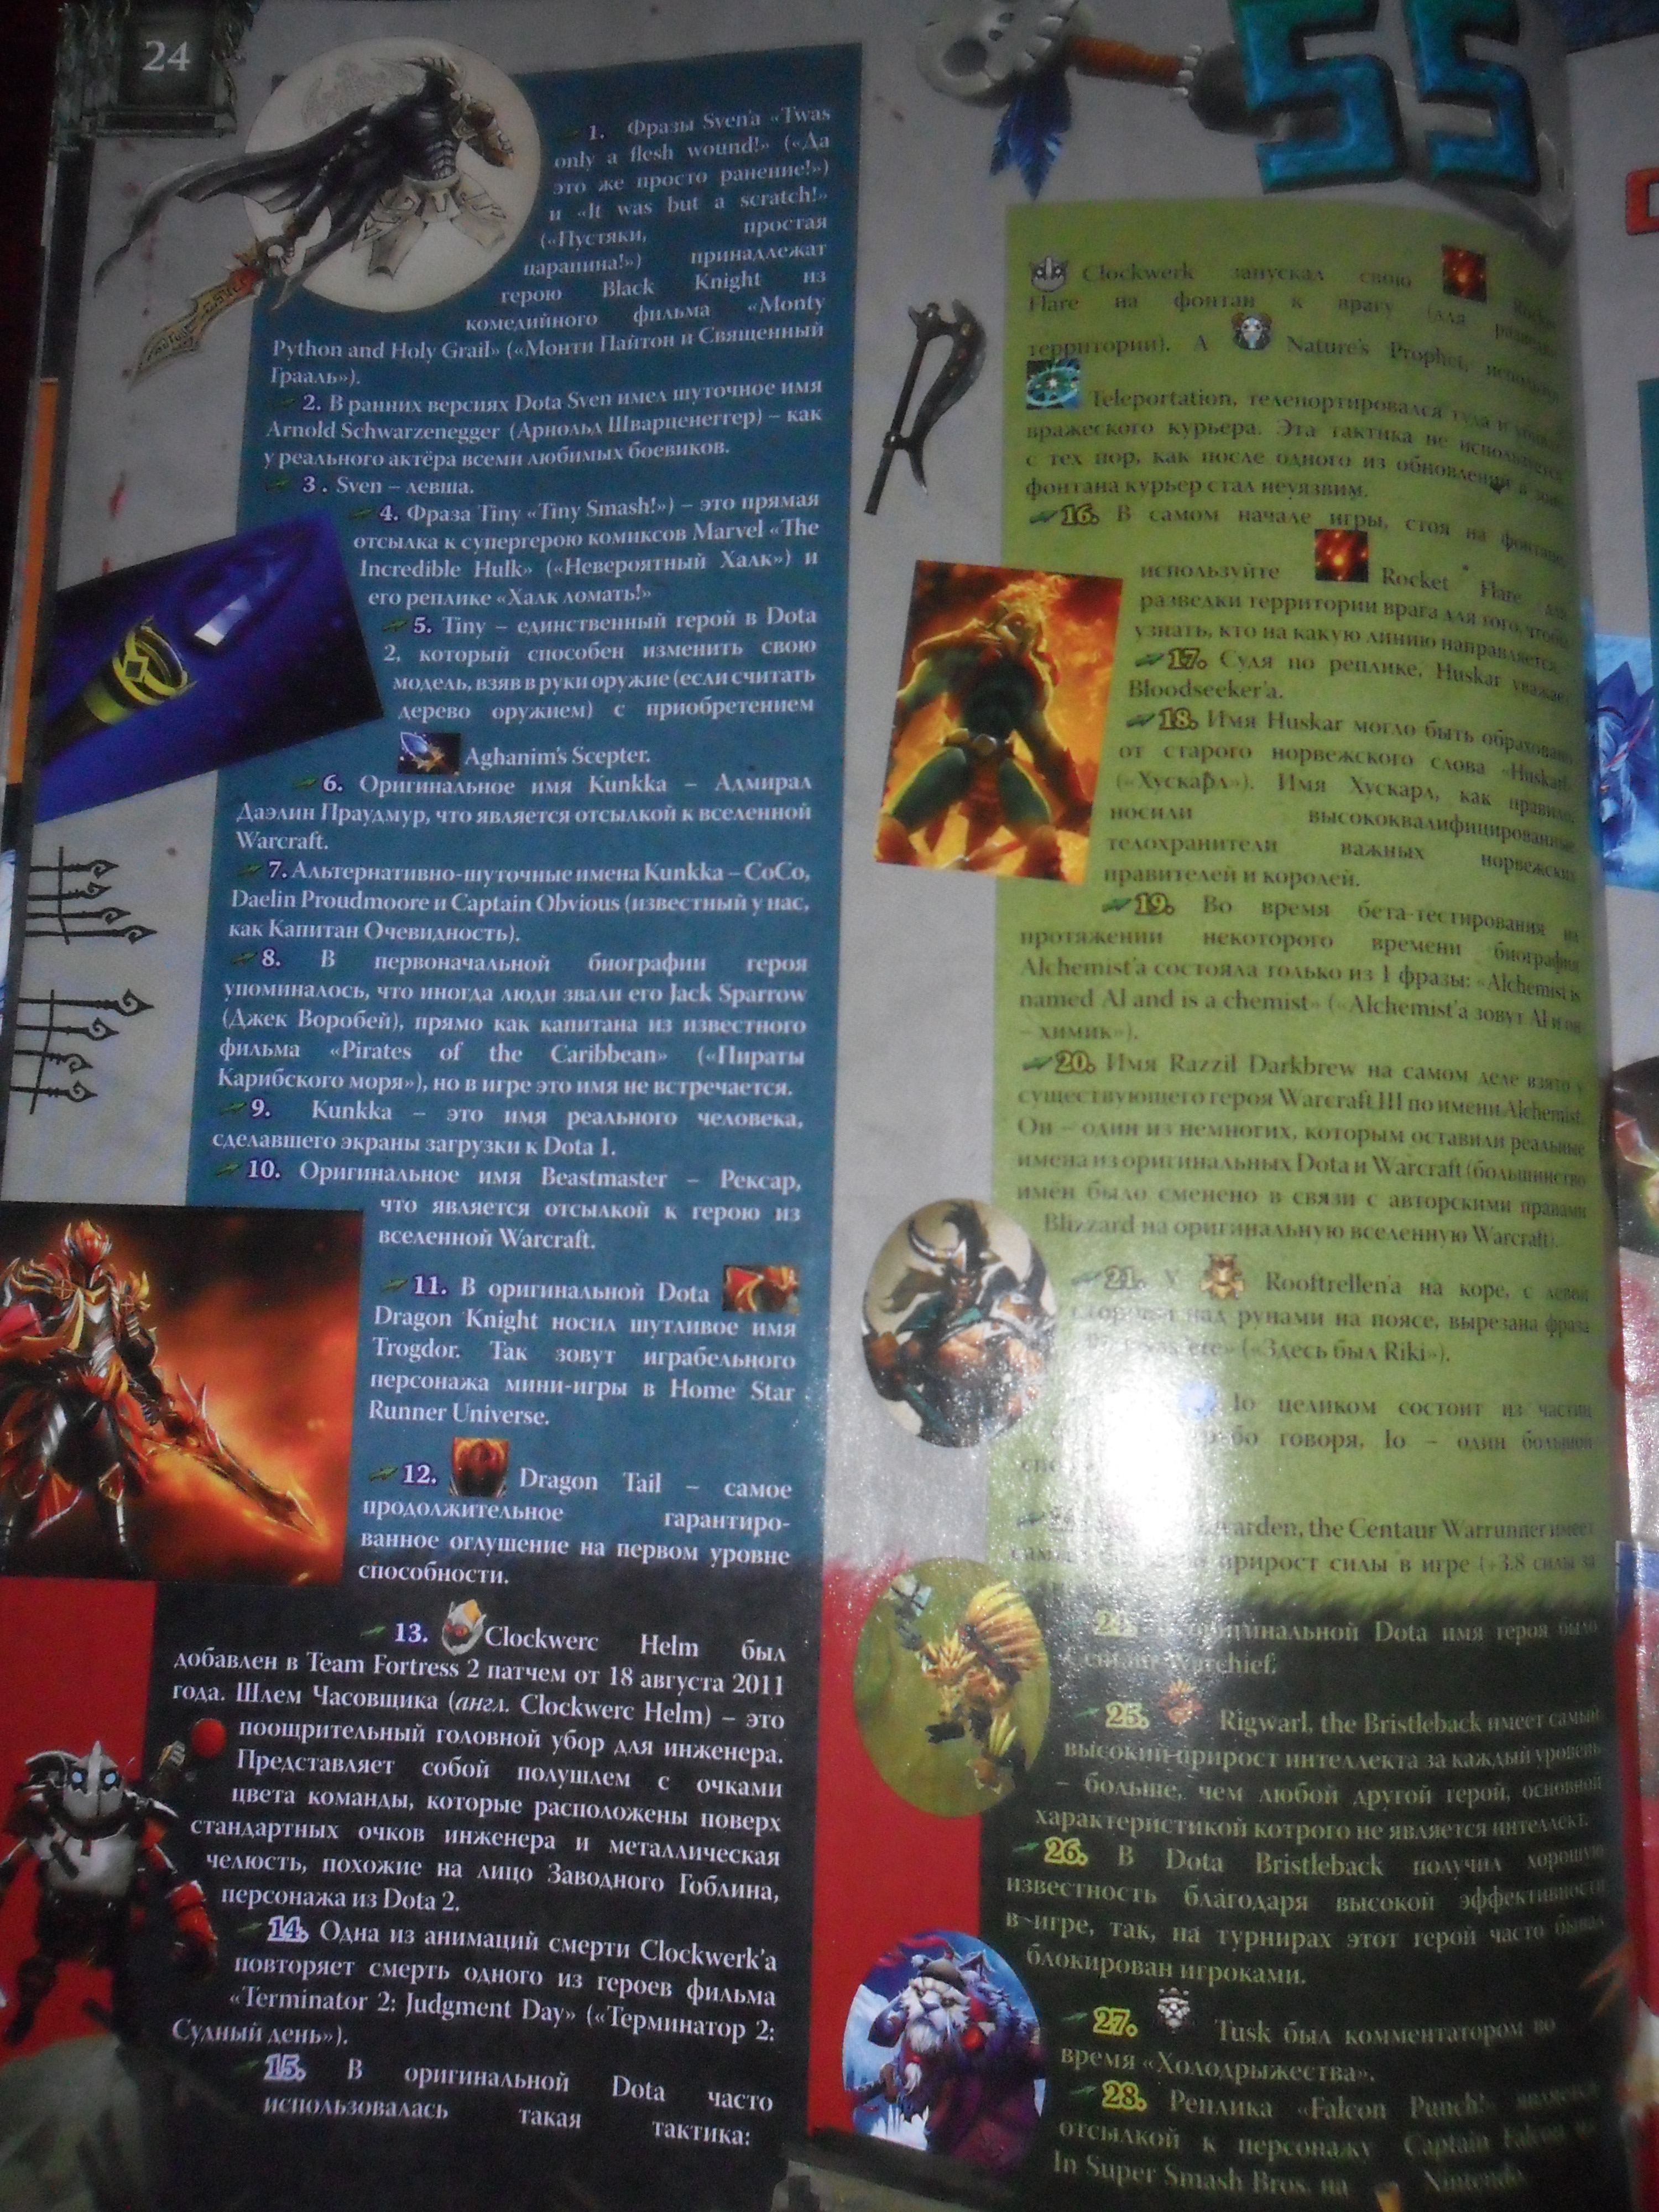 24
55
1. Фразы Sven'а «Twas
only a flesh wound!» («Да
это же просто ранение!»)
и «It was but a scratch!»
(«Пустяки, простая
царапина!») принадлежат
герою Black Knight из
комедийного фильма «Monty
Python and Holy Grail» («Монти Пайтон и Священный
Грааль»).
2. В ранних версиях Dota Sven имел шуточное имя
Arnold Schwarzenegger (Арнольд Шварценеггер) – как
у реального актёра всеми любимых боевиков.
3 . Sven – левша.
4. Фраза Tiny «Tiny Smash!») – это прямая
отсылка к супергерою комиксов Marvel «The
Incredible Hulk» («Невероятный Халк») и
его реплике «Халк ломать!»
5. Tiny – единственный герой в Dota
2, который способен изменить свою
модель, взяв в руки оружие (если считать
дерево оружием) с приобретением
Aghanim's Scepter.
6. Оригинальное имя Kunkka – Адмирал
Даэлин Праудмур, что является отсылкой к вселенной
Warcraft.
7. Альтернативно-шуточные имена Kunkka – CoCo,
Daelin Proudmoore и Captain Obvious (известный у нас,
как Капитан Очевидность).
8. В первоначальной биографии героя
упоминалось, что иногда люди звали его Jack Sparrow
(Джек Воробей), прямо как капитана из известного
фильма «Pirates of the Caribbean» («Пираты
Карибского моря»), но в игре это имя не встречается.
9. Kunkka – это имя реального человека,
сделавшего экраны загрузки к Dota 1.
10. Оригинальное имя Beastmaster – Рексар,
что является отсылкой к герою из
вселенной Warcraft.
11. В оригинальной Dota
Dragon Knight носил шутливое имя
Trogdor. Так зовут играбельного
персонажа мини-игры в Home Star
Runner Universe.
12. Dragon Tail – самое
продолжительное гарантиро-
ванное оглушение на первом уровне
способности.
13. Clockwerc Helm был
добавлен в Team Fortress 2 патчем от 18 августа 2011
года. Шлем Часовщика (англ. Clockwerc Helm) – это
поощрительный головной убор для инженера.
Представляет собой полушлем с очками
цвета команды, которые расположены поверх
стандартных очков инженера и металлическая
челюсть, похожие на лицо Заводного Гоблина,
персонажа из Dota 2.
14. Одна из анимаций смерти Clockwerk'а
повторяет смерть одного из героев фильма
«Terminator 2: Judgment Day» («Терминатор 2:
Судный день»).
15. В оригинальной Dota часто
использовалась такая тактика:
Clockwerk запускал свою Rocket
Flare на фонтан к врагу (для разведки
территории). А Nature's Prophet, используя
Teleportation, телепортировался туда и
вражеского курьера. Эта тактика не используется
с тех пор, как после одного из обновлений в зоне
фонтана курьер стал неуязвим.
16. В самом начале игры, стоя на фонтане,
используйте Rocket Flare для
разведки территории врага для того, чтобы
узнать, кто на какую линию направляется.
17. Судя по реплике, Huskar уважает
Bloodseeker'а.
18. Имя Huskar могло быть образовано
от старого норвежского слова «Huskarl»
(«Хускарл»). Имя Хускарл, как правило,
носили высококвалифицированные
телохранители важных норвежских
правителей и королей.
19. Во время бета-тестирования на
протяжении некоторого времени биография
Alchemist'а состояла только из 1 фразы: «Alchemist is
named Al and is a chemist» («Alchemist'а зовут Al и он
– химик»).
20. Имя Razzil Darkbrew на самом деле взято у
существующего героя Warcraft III по имени Alchemist.
Он – один из немногих, которым оставили реальные
имена из оригинальных Dota и Warcraft (большинство
имён было сменено в связи с авторскими правами
Blizzard на оригинальную вселенную Warcraft).
21. У Rooftrellen'а на коре, с левой
стороны над рунами на поясе, вырезана фраза
(«Здесь был Riki»).
Io целиком состоит из частиц
говоря, Io – один большой
the Centaur Warrunner имеет
прирост силы в игре (+3.8 силы за
24. оригинальной Dota имя героя было
Centaur Warchief.
25. Rigwarl, the Bristleback имеет самый
высокий прирост интеллекта за каждый уровень
– больше, чем любой другой герой, основной
характеристикой котрого не является интеллект.
26. В Dota Bristleback получил хорошую
известность благодаря высокой эффективности
в игре, так, на турнирах этот герой часто бывал
блокирован игроками.
27. Tusk был комментатором во
время «Холодрыжества».
28. Реплика «Falcon Punch!» является
отсылкой к персонажу Captain Falcon из
In Super Smash Bros. на Nintendo